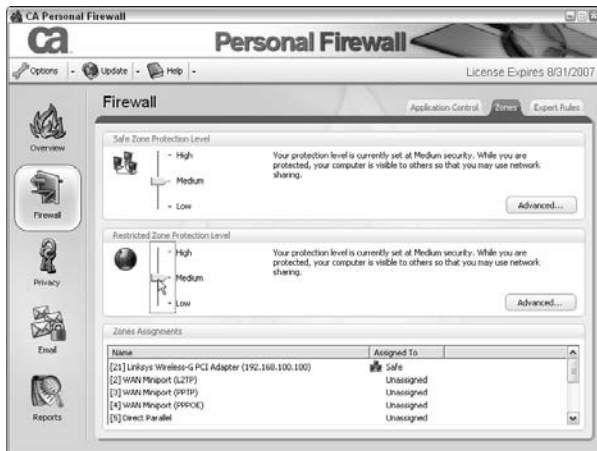 CA Personal Firewall
ca
Personal Firewall
Options
Update
Help
License Expires 8/31/2007
Overview
Firewall
Privacy
Email
Reports
Firewall
Application Control
Zones
Expert Rules
Safe Zone Protection Level
High
Medium
Low
Your protection level is currently set at Medium security. While you are
protected, your computer is visible to others so that you may use network
sharing.
Advanced...
Restricted Zone Protection Level
High
Medium
Low
Your protection level is currently set at Medium security. While you are
protected, your computer is visible to others so that you may use network
sharing.
Advanced...
Zones Assignments
Name Assigned To
[21] Linksys Wireless-G PCI Adapter (192.168.100.100) Safe
[2] WAN Miniport (L2TP) Unassigned
[3] WAN Miniport (PPTP) Unassigned
[4] WAN Miniport (PPPOE) Unassigned
[5] Direct Parallel Unassigned